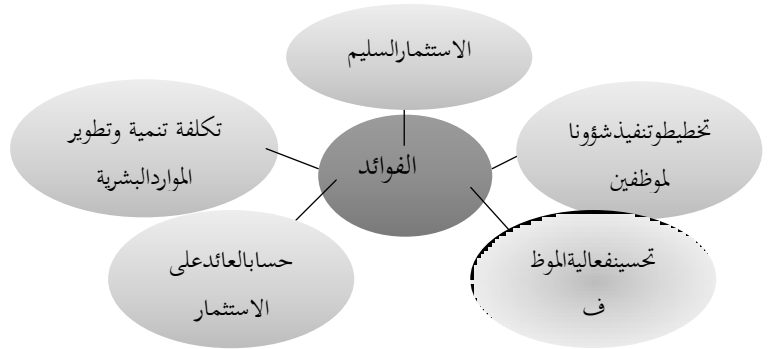 الاستثمارالسليم
تخطيطوتنفيذشؤونا
لموظفين
تكلفة تنمية وتطوير
المواردالبشرية
الفوائد
تحسينفعاليةالموظ
ف
حسابالعائدعلى
الاستثمار